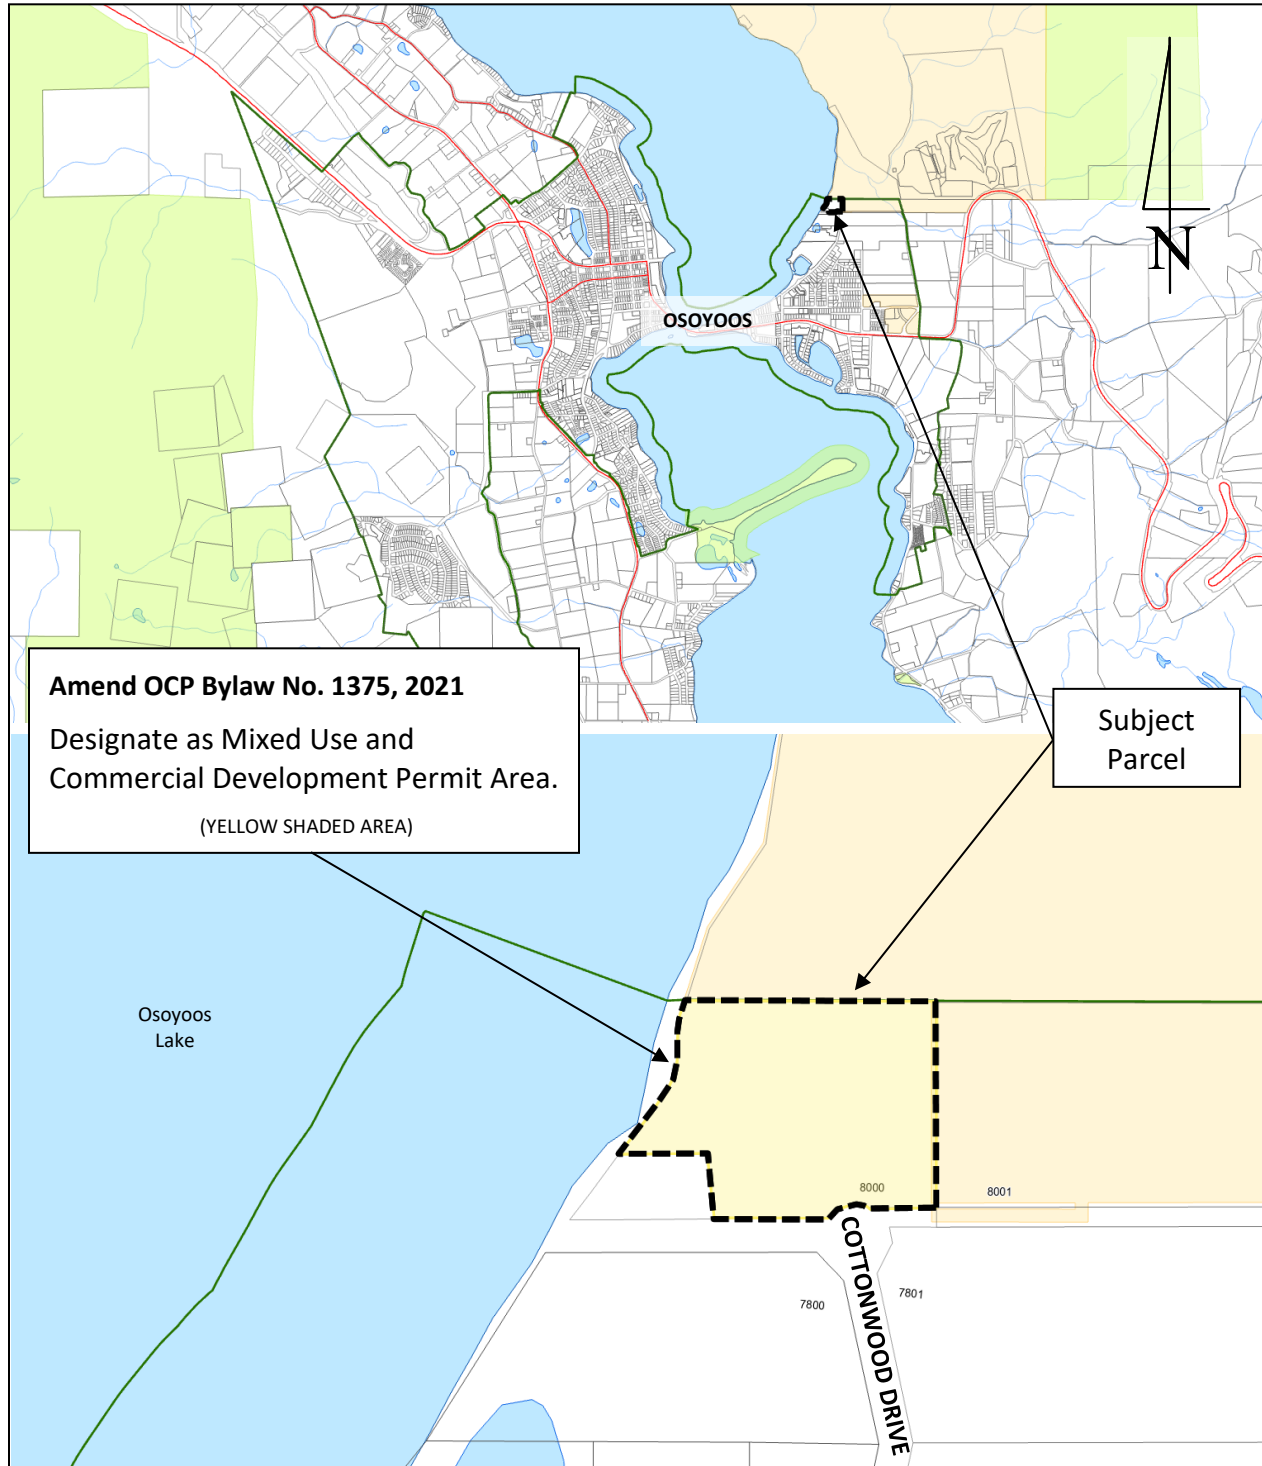 N
OSOYOOS
Amend OCP Bylaw No. 1375, 2021
Designate as Mixed Use and
Commercial Development Permit Area.
(YELLOW SHADED AREA)
Subject
Parcel
Osoyoos
Lake
8000
8001
7800
7801
COTTONWOOD DRIVE